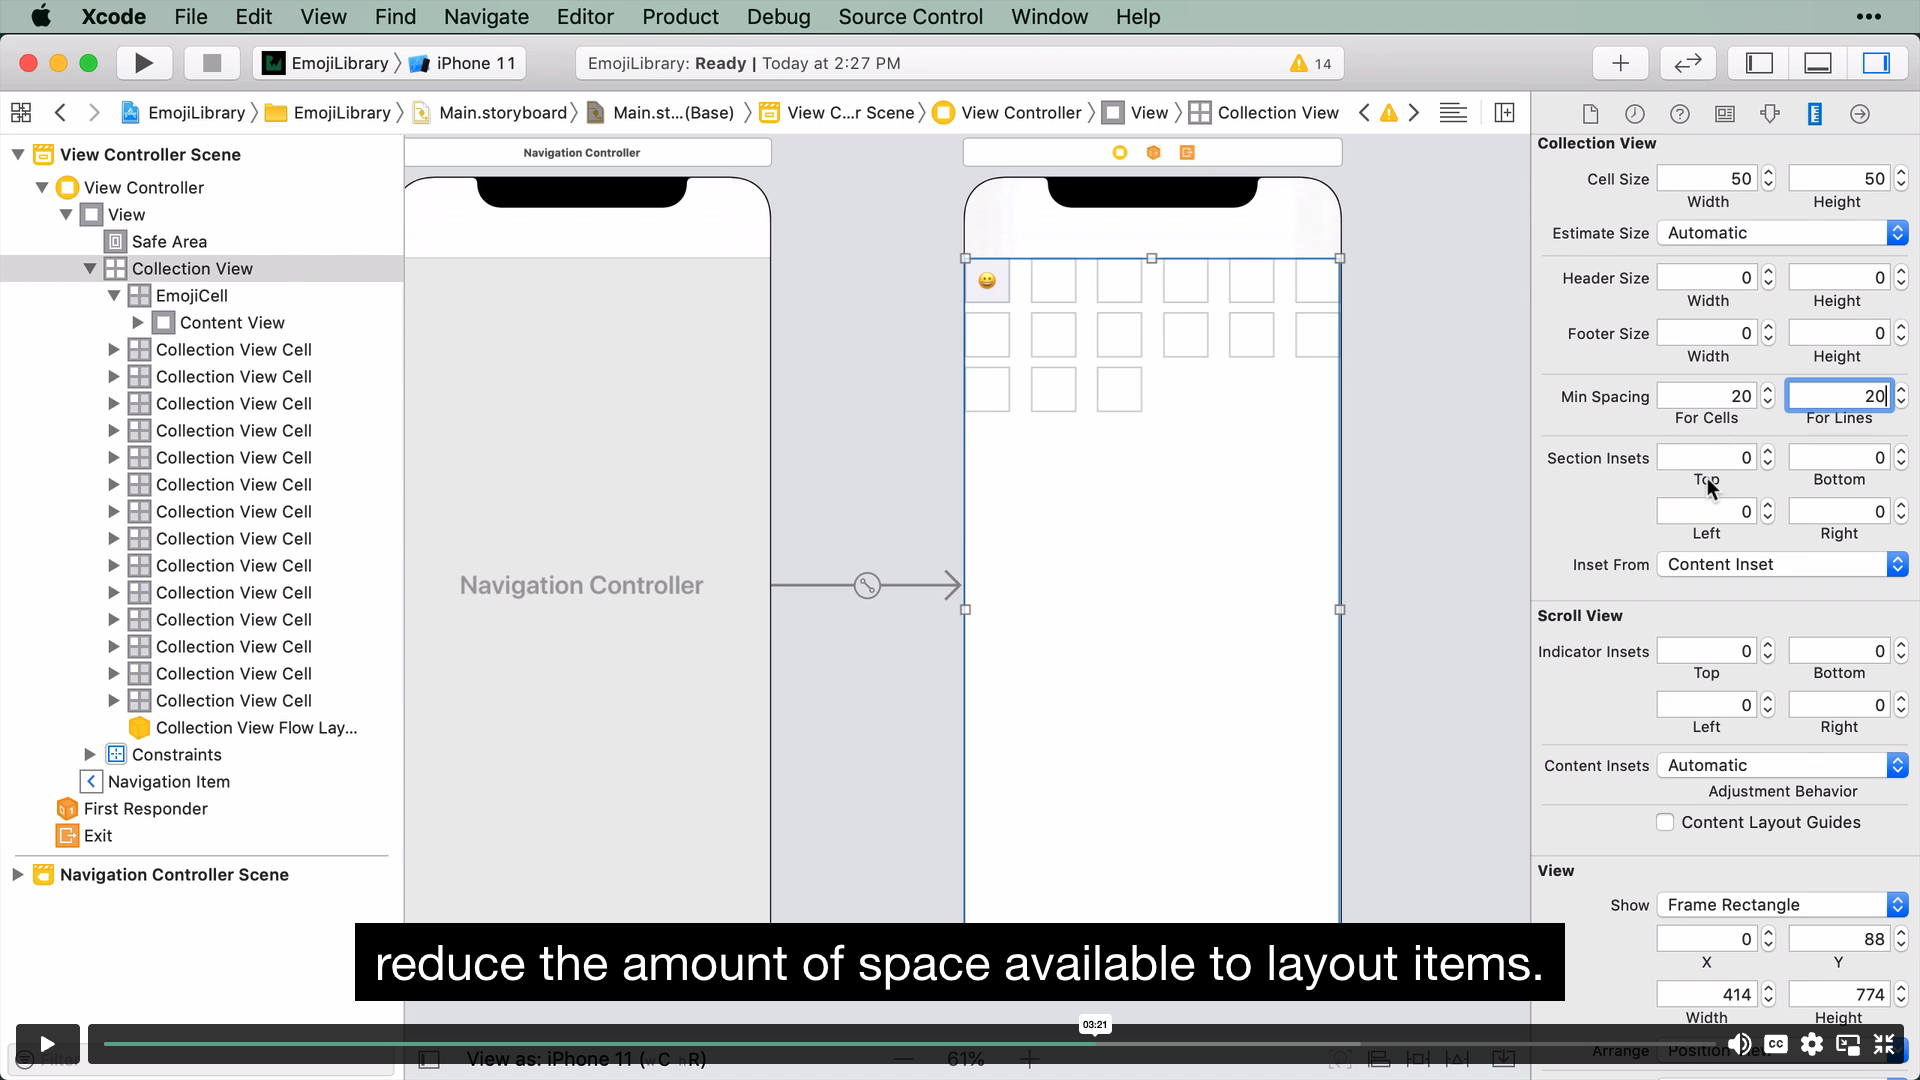 Xcode File Edit View Find Navigate Editor Product Debug Source Control Window Help •••
EmojiLibrary iPhone 11
EmojiLibrary: Ready | Today at 2:27 PM 14
EmojiLibrary EmojiLibrary Main.storyboard Main.st...(Base) View C...r Scene View Controller View Collection View
View Controller Scene
View Controller
View
Safe Area
Collection View
EmojiCell
Content View
Collection View Cell
Collection View Cell
Collection View Cell
Collection View Cell
Collection View Cell
Collection View Cell
Collection View Cell
Collection View Cell
Collection View Cell
Collection View Cell
Collection View Cell
Collection View Cell
Collection View Cell
Collection View Cell
Collection View Flow Lay...
Constraints
Navigation Item
First Responder
Exit
Navigation Controller Scene
Filter
Navigation Controller
Navigation Controller
Collection View
Cell Size 50 50
Width Height
Estimate Size Automatic
Header Size 0 0
Width Height
Footer Size 0 0
Width Height
Min Spacing 20 20
For Cells For Lines
Section Insets 0 0
Top Bottom
0 0
Left Right
Inset From Content Inset
Scroll View
Indicator Insets 0 0
Top Bottom
0 0
Left Right
Content Insets Automatic
Adjustment Behavior
Content Layout Guides
View
Show Frame Rectangle
0 88
X Y
414 774
Width Height
Arrange Position View
reduce the amount of space available to layout items.
03:21
View as: iPhone 11 (wC hR)
61%
CC